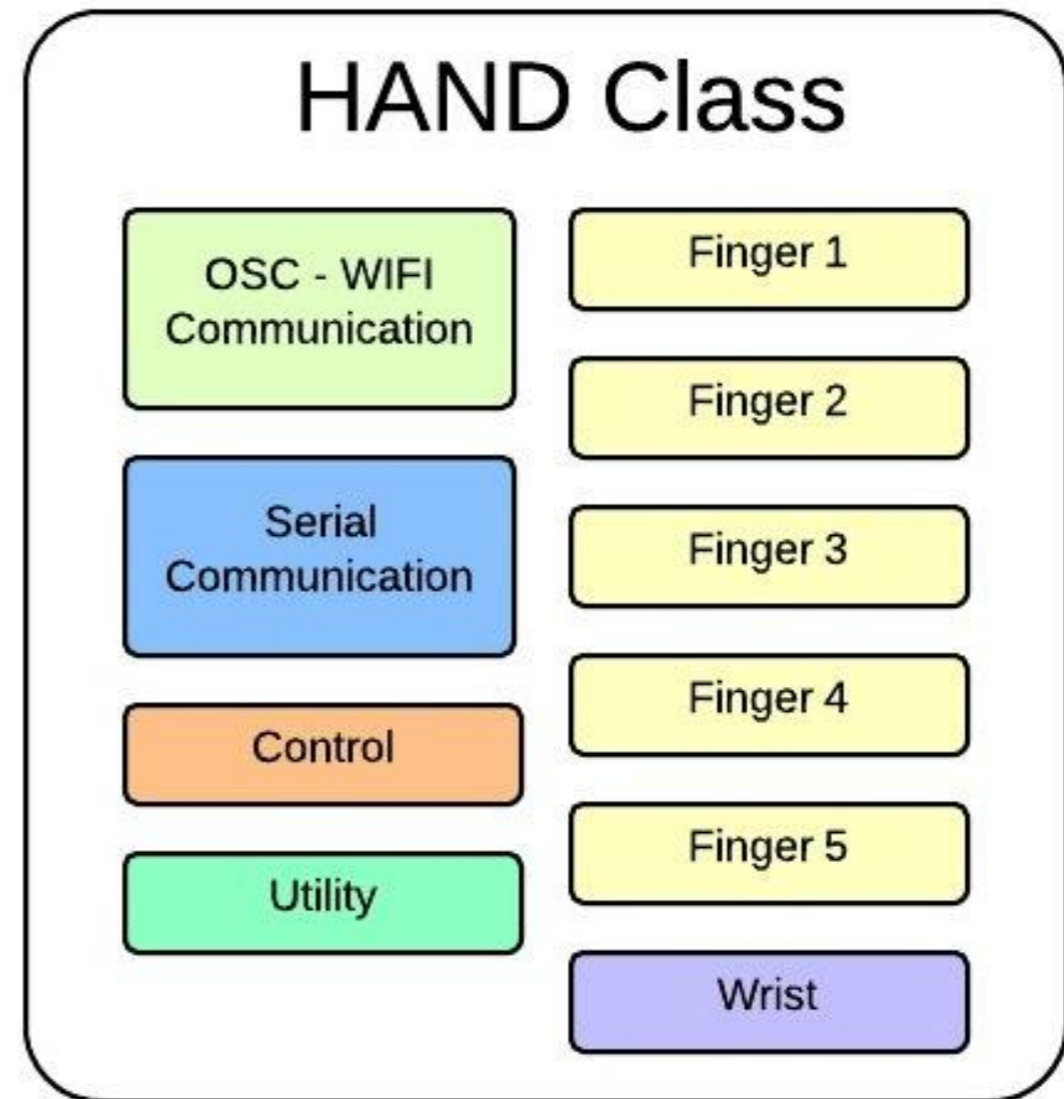 HAND Class
OSC - WIFI
Communication
Serial
Communication
Control
Utility
Finger 1
Finger 2
Finger 3
Finger 4
Finger 5
Wrist